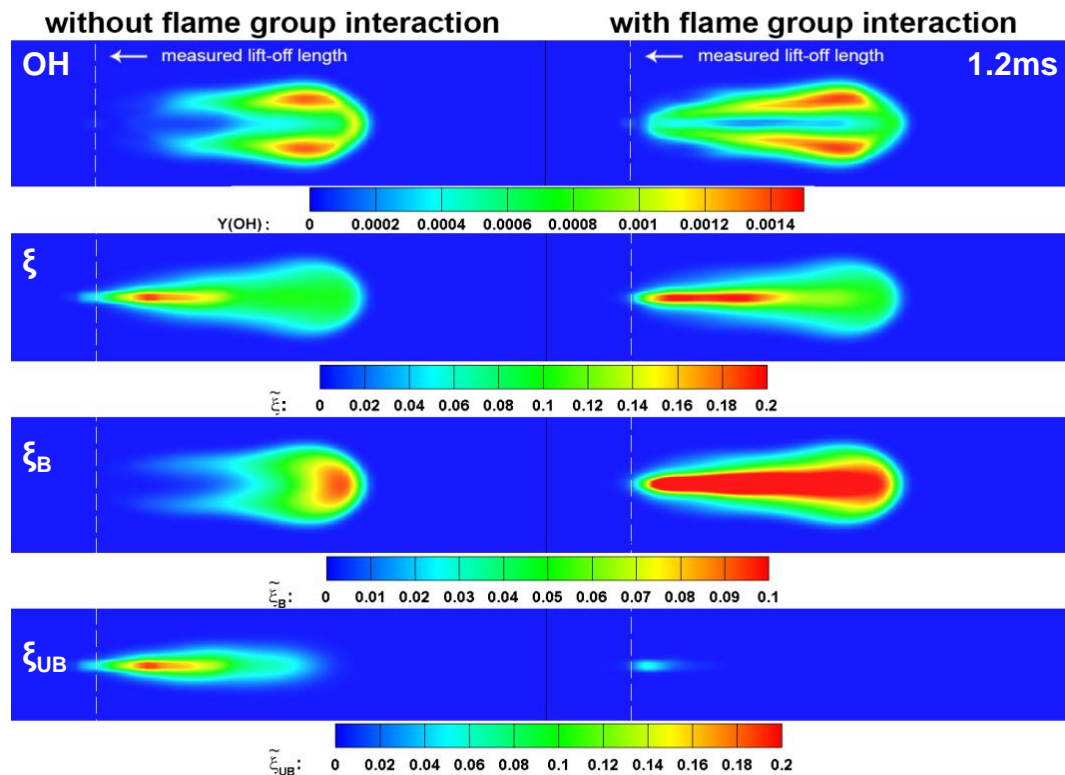 without flame group interaction with flame group interaction
OH ← measured lift-off length ← measured lift-off length 1.2ms
Y(OH) : 0 0.0002 0.0004 0.0006 0.0008 0.001 0.0012 0.0014
ξ
ξ̃: 0 0.02 0.04 0.06 0.08 0.1 0.12 0.14 0.16 0.18 0.2
ξB
ξ̃B: 0 0.01 0.02 0.03 0.04 0.05 0.06 0.07 0.08 0.09 0.1
ξUB
ξ̃UB: 0 0.02 0.04 0.06 0.08 0.1 0.12 0.14 0.16 0.18 0.2